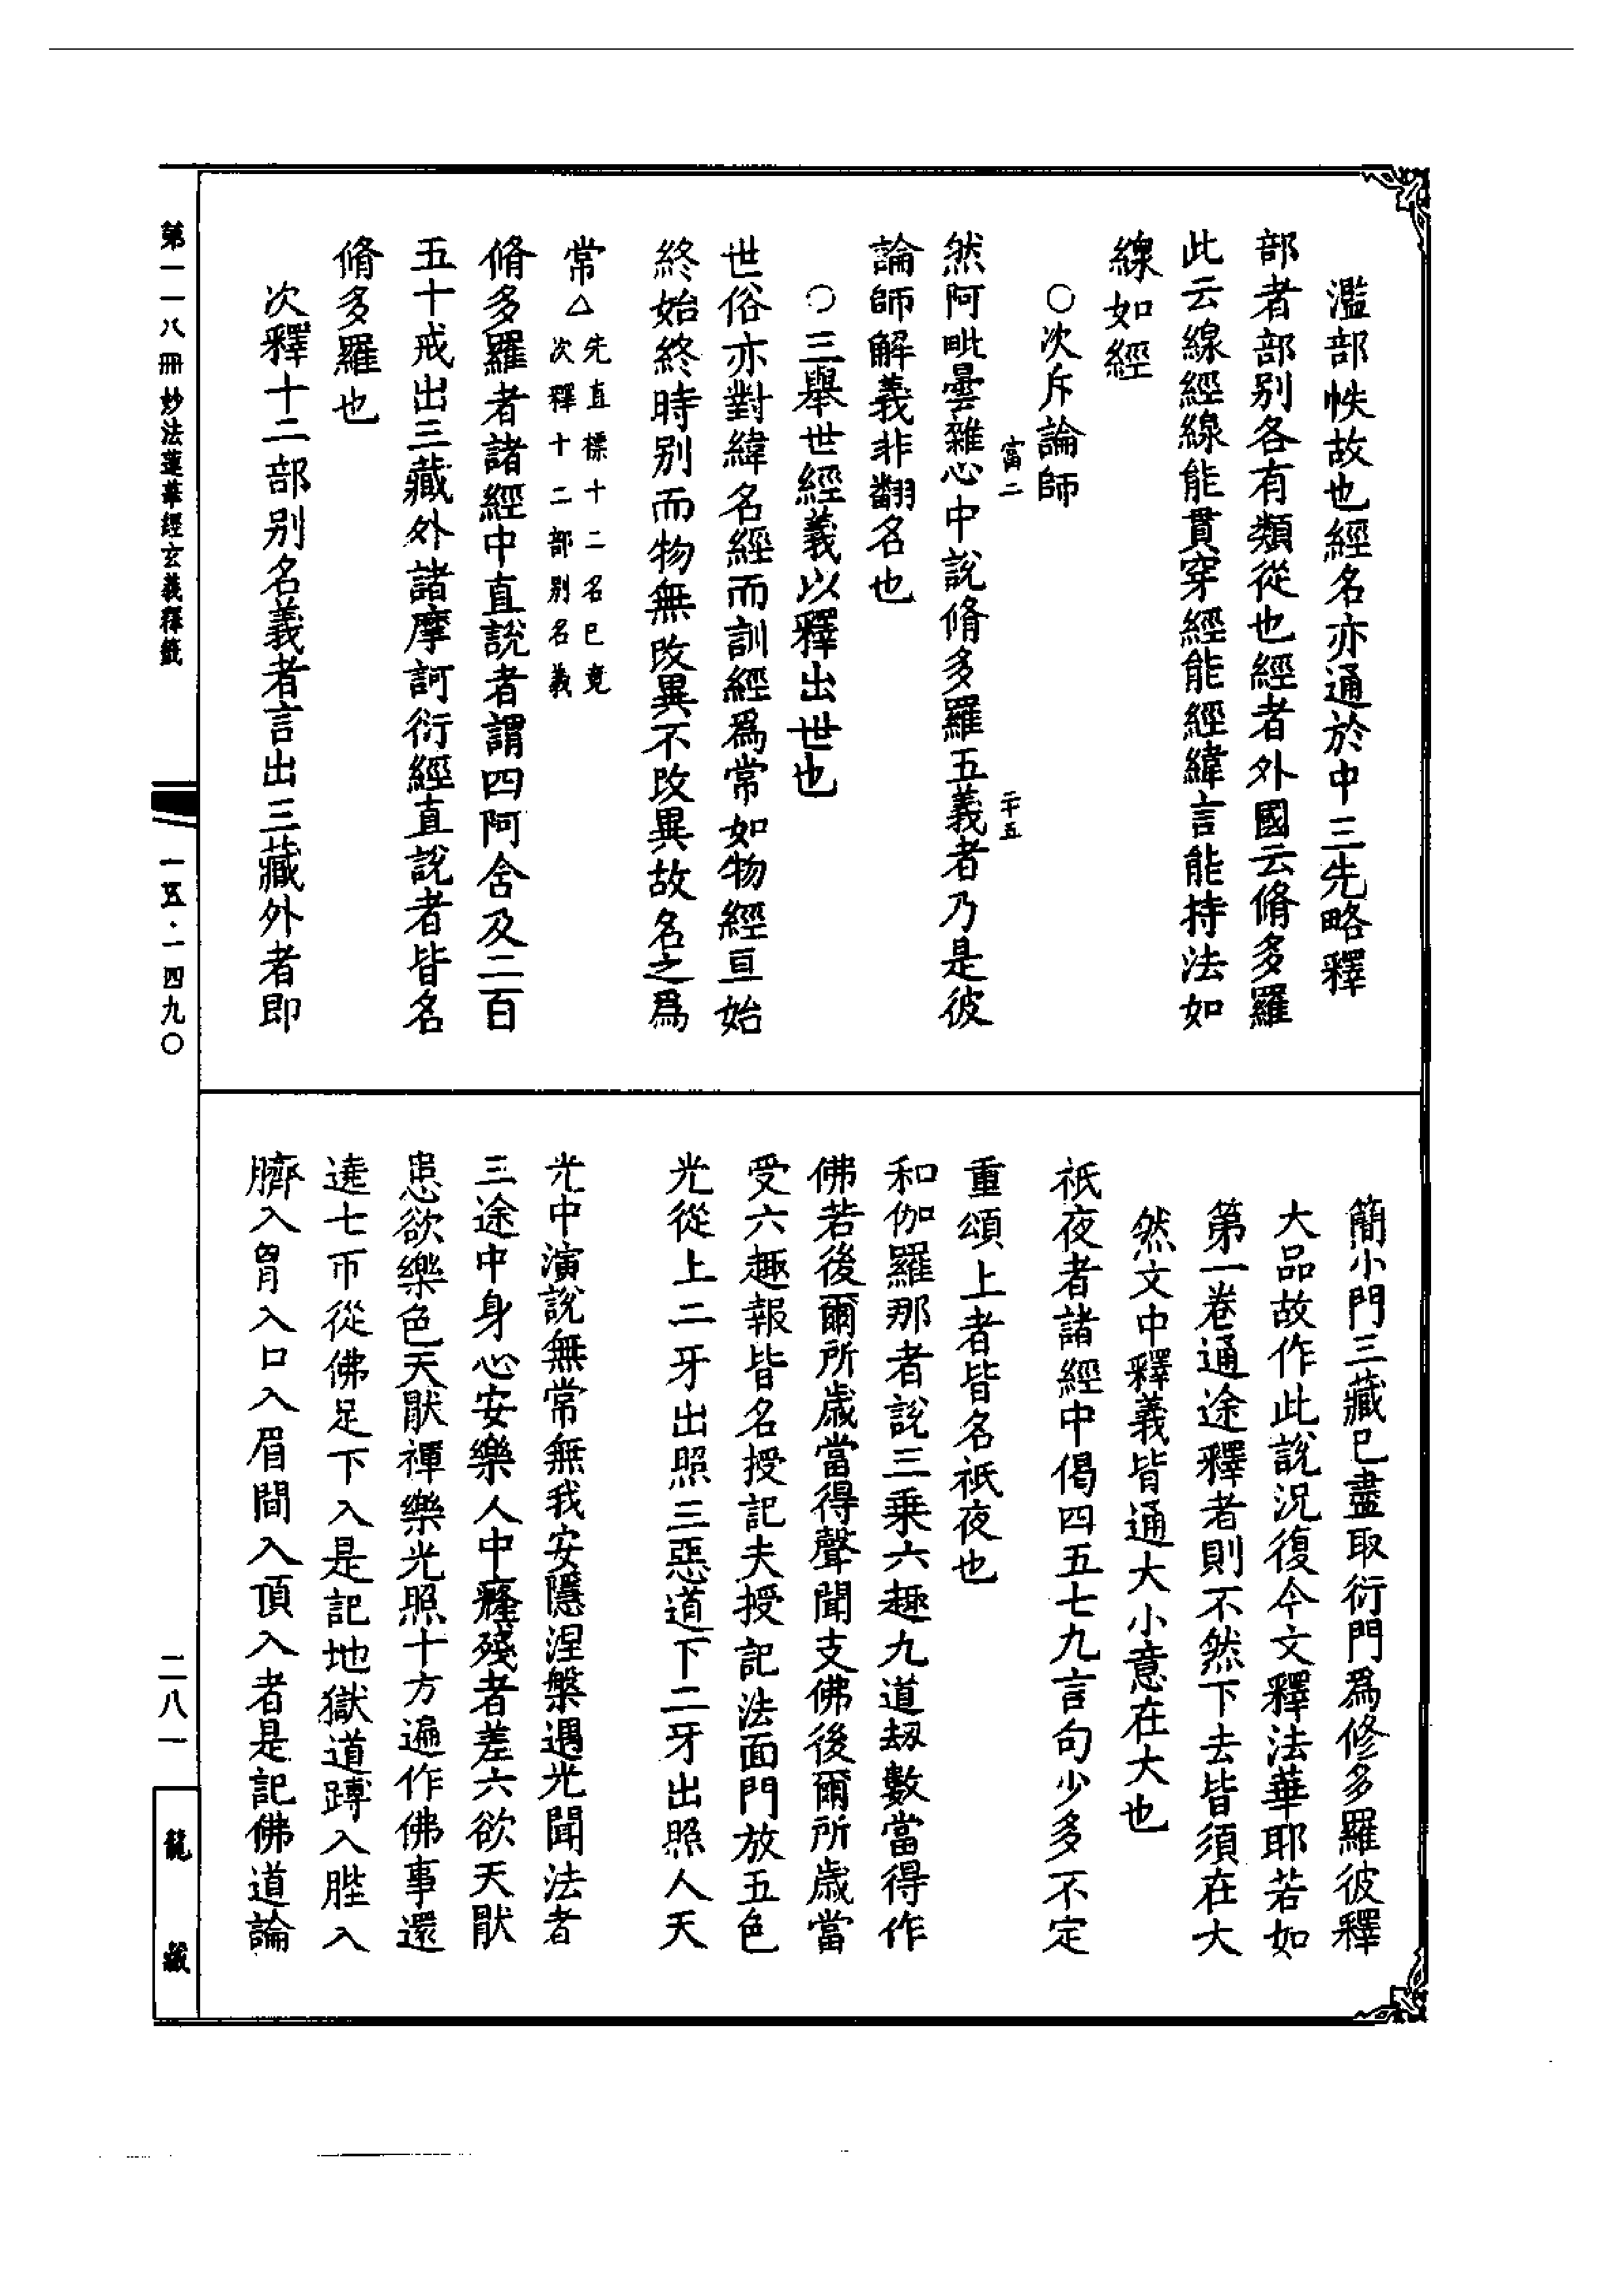 濫部帙故也經名亦通於中三先略釋
部者部别各有類從也經者外國云脩多羅
此云線經線能貫穿經能經緯言能持法如
線如經
〇次斥論師
富二
二十五
然阿毗曇雜心中說脩多羅五義者乃是彼
論師解義非翻名也
〇三舉世經義以釋出世也
世俗亦對緯名經而訓經爲常如物經亘始
終始終時别而物無改異不改異故名之爲
常△先直標十二名已竟
次釋十二部别名義
脩多羅者諸經中直說者謂四阿含及二百
五十戒出三藏外諸摩訶衍經直說者皆名
脩多羅也
次釋十二部别名義者言出三藏外者即
簡小門三藏已盡取衍門爲修多羅彼釋
大品故作此說況復今文釋法華耶若如
第一卷通途釋者則不然下去皆須在大
然文中釋義皆通大小意在大也
祇夜者諸經中偈四五七九言句少多不定
重頌上者皆名祇夜也
和伽羅那者說三乗六趣九道刼數當得作
佛若後爾所歲當得聲聞支佛後爾所歲當
受六趣報皆名授記夫授記法面門放五色
光從上二牙出照三惡道下二牙出照人天
光中演說無常無我安隱涅槃遇光聞法者
三途中身心安樂人中癃殘者差六欲天猒
患欲樂色天猒禪樂光照十方遍作佛事還
遶七帀從佛足下入是記地獄道䏝入䏶入
臍入胷入口入眉間入頂入者是記佛道論
第一一八冊 妙法蓮華經玄義釋籤
一五·一四九〇
二八一
龍藏